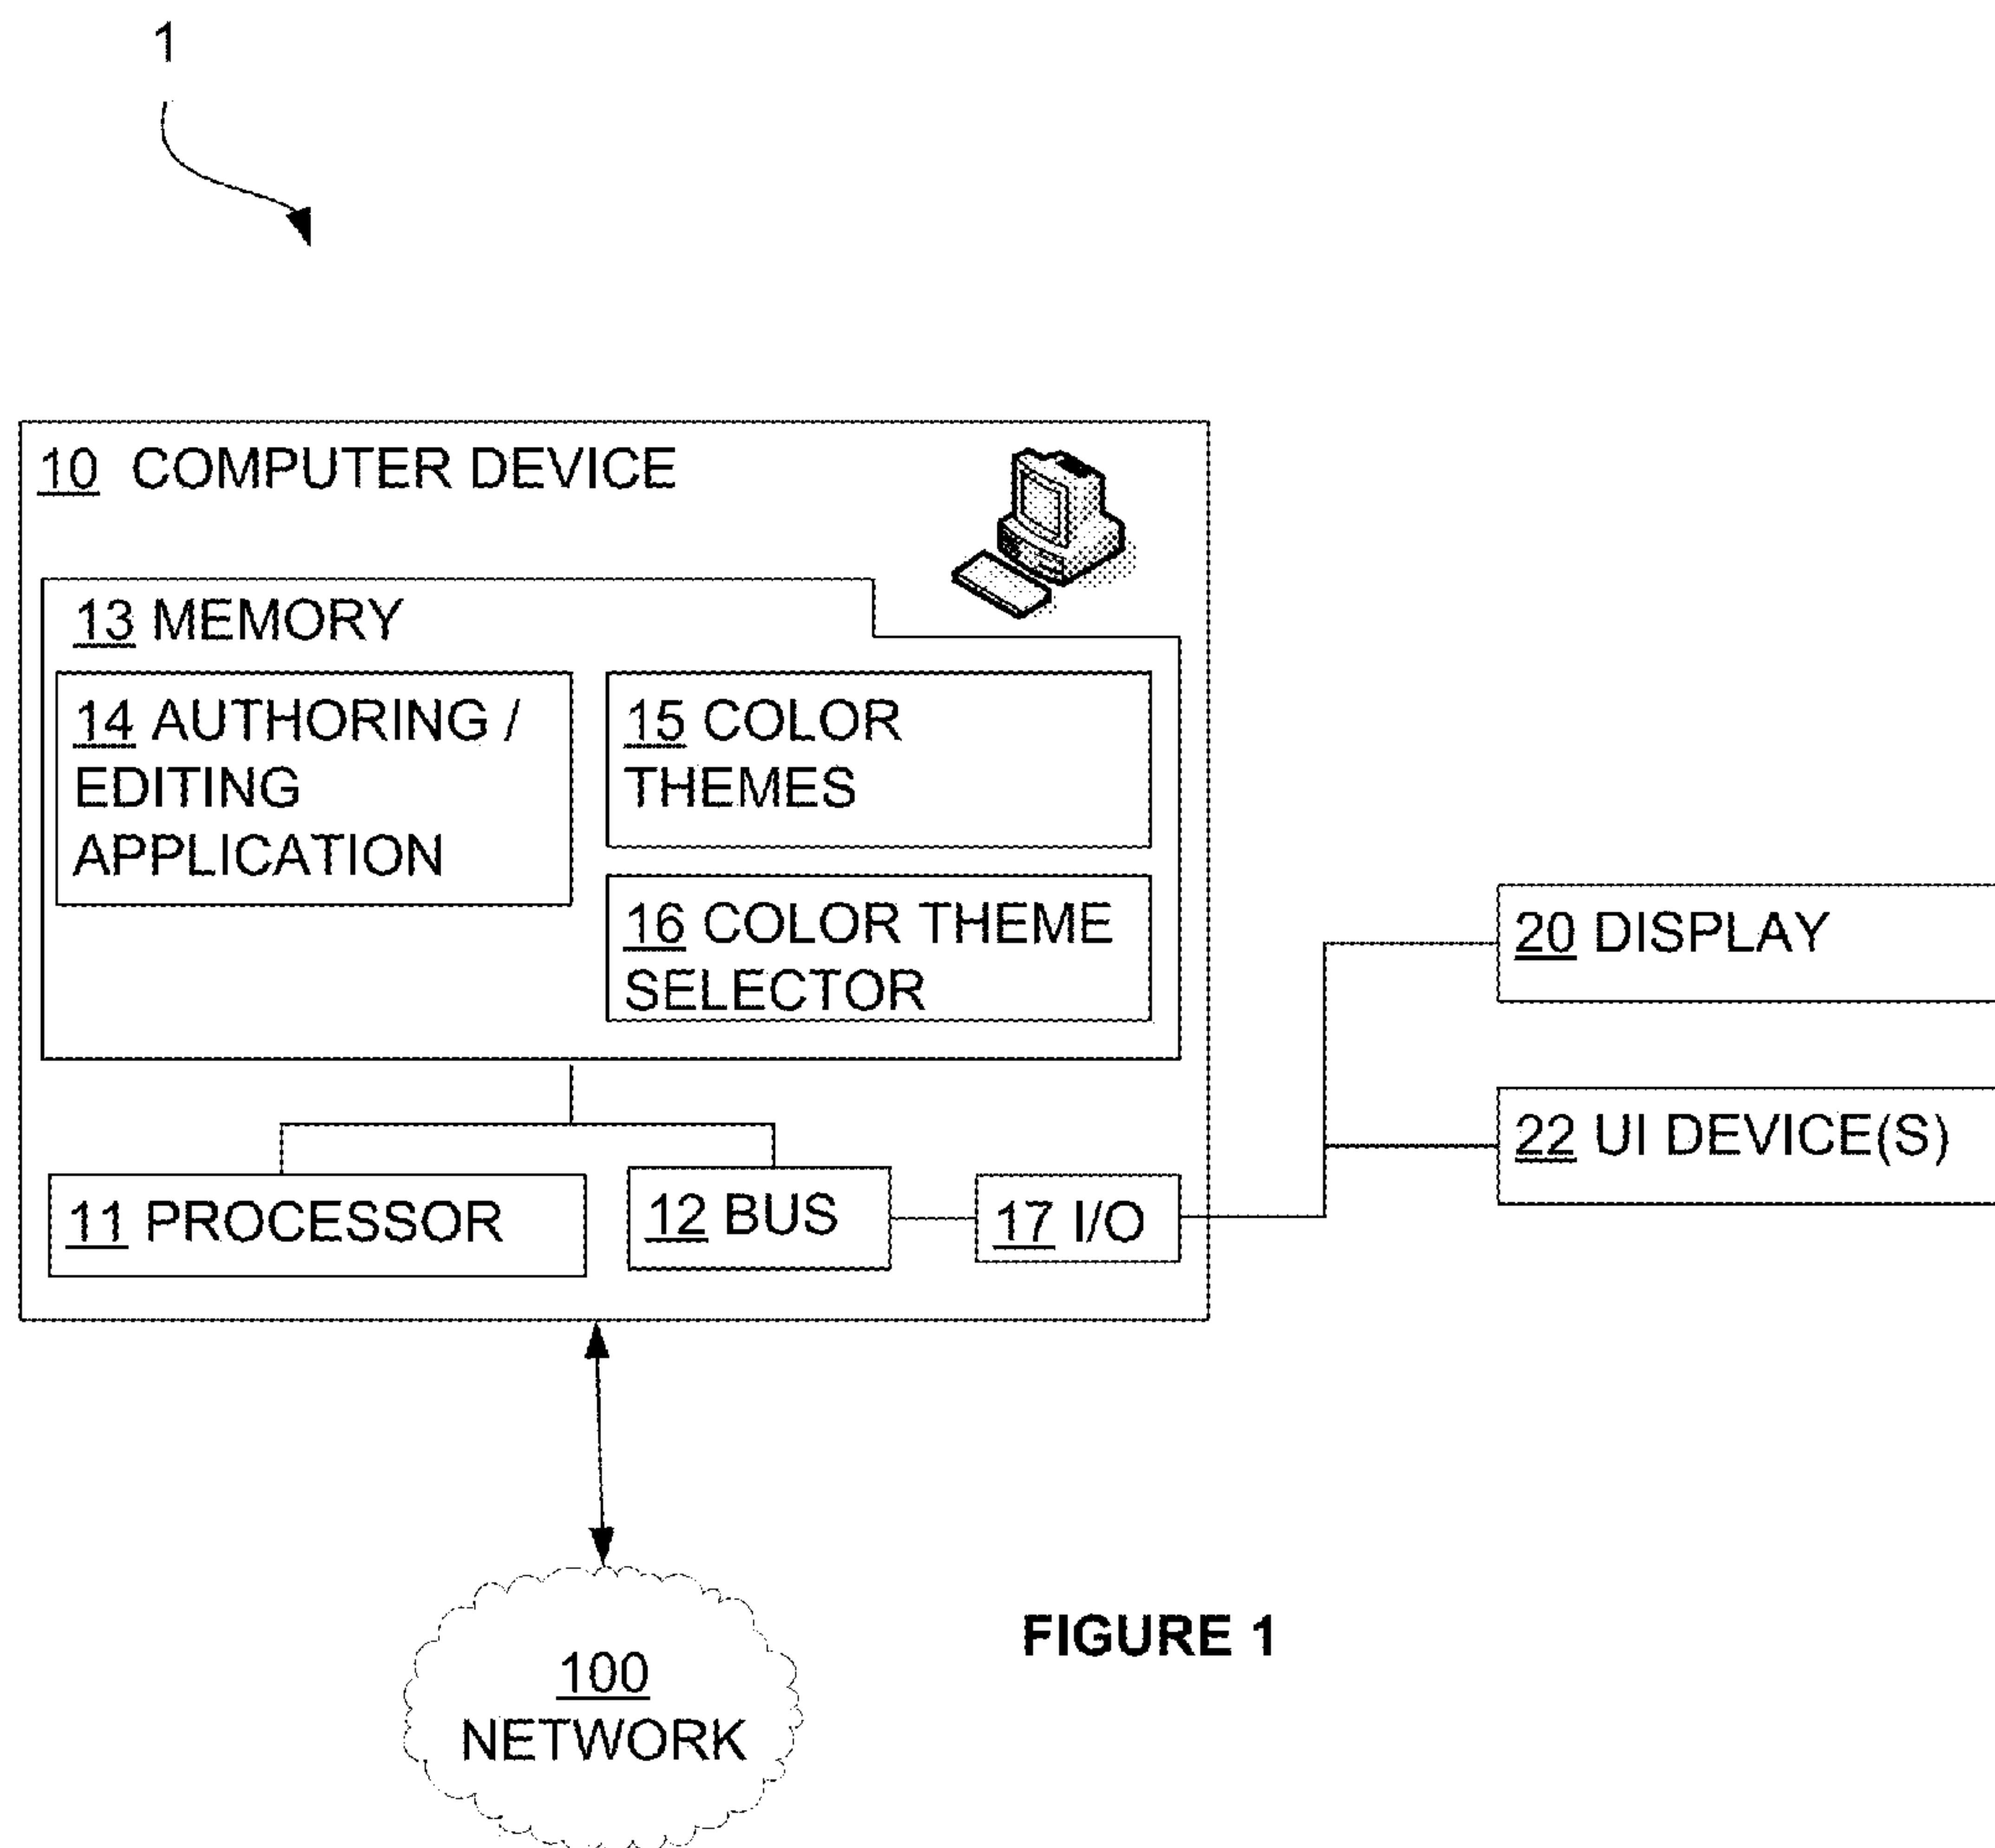 1
10 COMPUTER DEVICE
13 MEMORY
14 AUTHORING /
EDITING
APPLICATION
15 COLOR
THEMES
16 COLOR THEME
SELECTOR
20 DISPLAY
22 UI DEVICE(S)
11 PROCESSOR
12 BUS
17 I/O
100
NETWORK
FIGURE 1